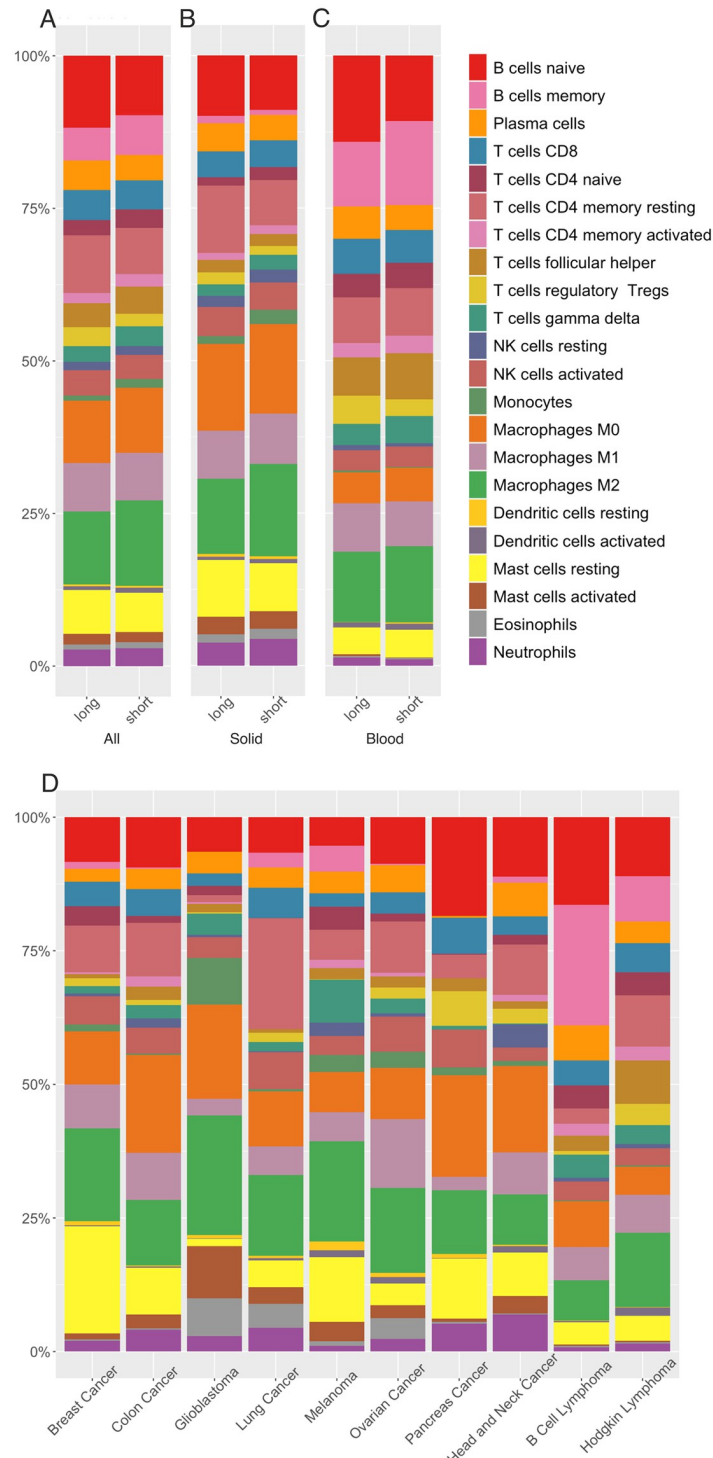 A
B
C
100%
75%
50%
25%
0%
long
short
long
short
long
short
All
Solid
Blood
B cells naive
B cells memory
Plasma cells
T cells CD8
T cells CD4 naive
T cells CD4 memory resting
T cells CD4 memory activated
T cells follicular helper
T cells regulatory  Tregs
T cells gamma delta
NK cells resting
NK cells activated
Monocytes
Macrophages M0
Macrophages M1
Macrophages M2
Dendritic cells resting
Dendritic cells activated
Mast cells resting
Mast cells activated
Eosinophils
Neutrophils
D
100%
75%
50%
25%
0%
Breast Cancer
Colon Cancer
Glioblastoma
Lung Cancer
Melanoma
Ovarian Cancer
Pancreas Cancer
Head and Neck Cancer
B Cell Lymphoma
Hodgkin Lymphoma